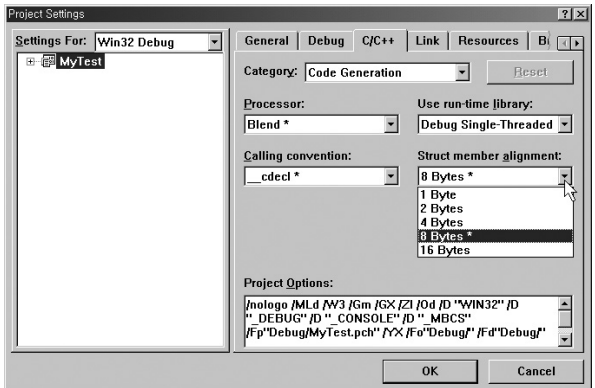 Project Settings
Settings For: Win32 Debug
MyTest
General Debug C/C++ Link Resources
Category: Code Generation Reset
Processor: Use run-time library:
Blend * Debug Single-Threaded
Calling convention: Struct member alignment:
__cdecl * 8 Bytes *
1 Byte
2 Bytes
4 Bytes
8 Bytes *
16 Bytes
Project Options:
/nologo /MLd /W3 /Gm /GX /ZI /Od /D "WIN32" /D
"_DEBUG" /D "_CONSOLE" /D "_MBCS"
/Fp"Debug/MyTest.pch" /YX /Fo"Debug/" /Fd"Debug/"
OK Cancel